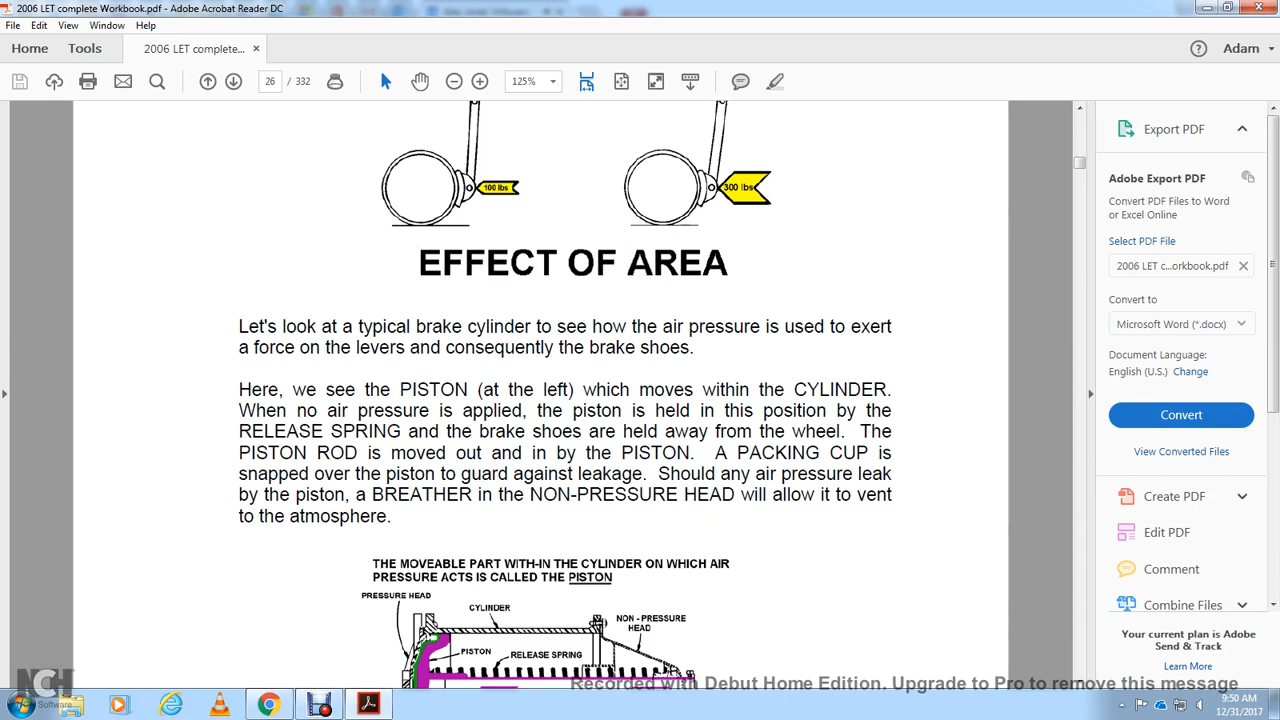 2006 LET complete Workbook.pdf - Adobe Acrobat Reader DC
File Edit View Window Help
Home Tools 2006 LET complete... × Adam
26 / 332 125%
100 lbs 300 lbs
EFFECT OF AREA
Let's look at a typical brake cylinder to see how the air pressure is used to exert
a force on the levers and consequently the brake shoes.
Here, we see the PISTON (at the left) which moves within the CYLINDER.
When no air pressure is applied, the piston is held in this position by the
RELEASE SPRING and the brake shoes are held away from the wheel. The
PISTON ROD is moved out and in by the PISTON. A PACKING CUP is
snapped over the piston to guard against leakage. Should any air pressure leak
by the piston, a BREATHER in the NON-PRESSURE HEAD will allow it to vent
to the atmosphere.
THE MOVEABLE PART WITH-IN THE CYLINDER ON WHICH AIR
PRESSURE ACTS IS CALLED THE PISTON
PRESSURE HEAD
CYLINDER
NON - PRESSURE
HEAD
PISTON
RELEASE SPRING
Export PDF
Adobe Export PDF
Convert PDF Files to Word
or Excel Online
Select PDF File
2006 LET c...orkbook.pdf ×
Convert to
Microsoft Word (*.docx)
Document Language:
English (U.S.) Change
Convert
View Converted Files
Create PDF
Edit PDF
Comment
Combine Files
Your current plan is Adobe
Send & Track
Learn More
NCH
Software
Recorded with Debut Home Edition. Upgrade to Pro to remove this message
9:50 AM
12/31/2017